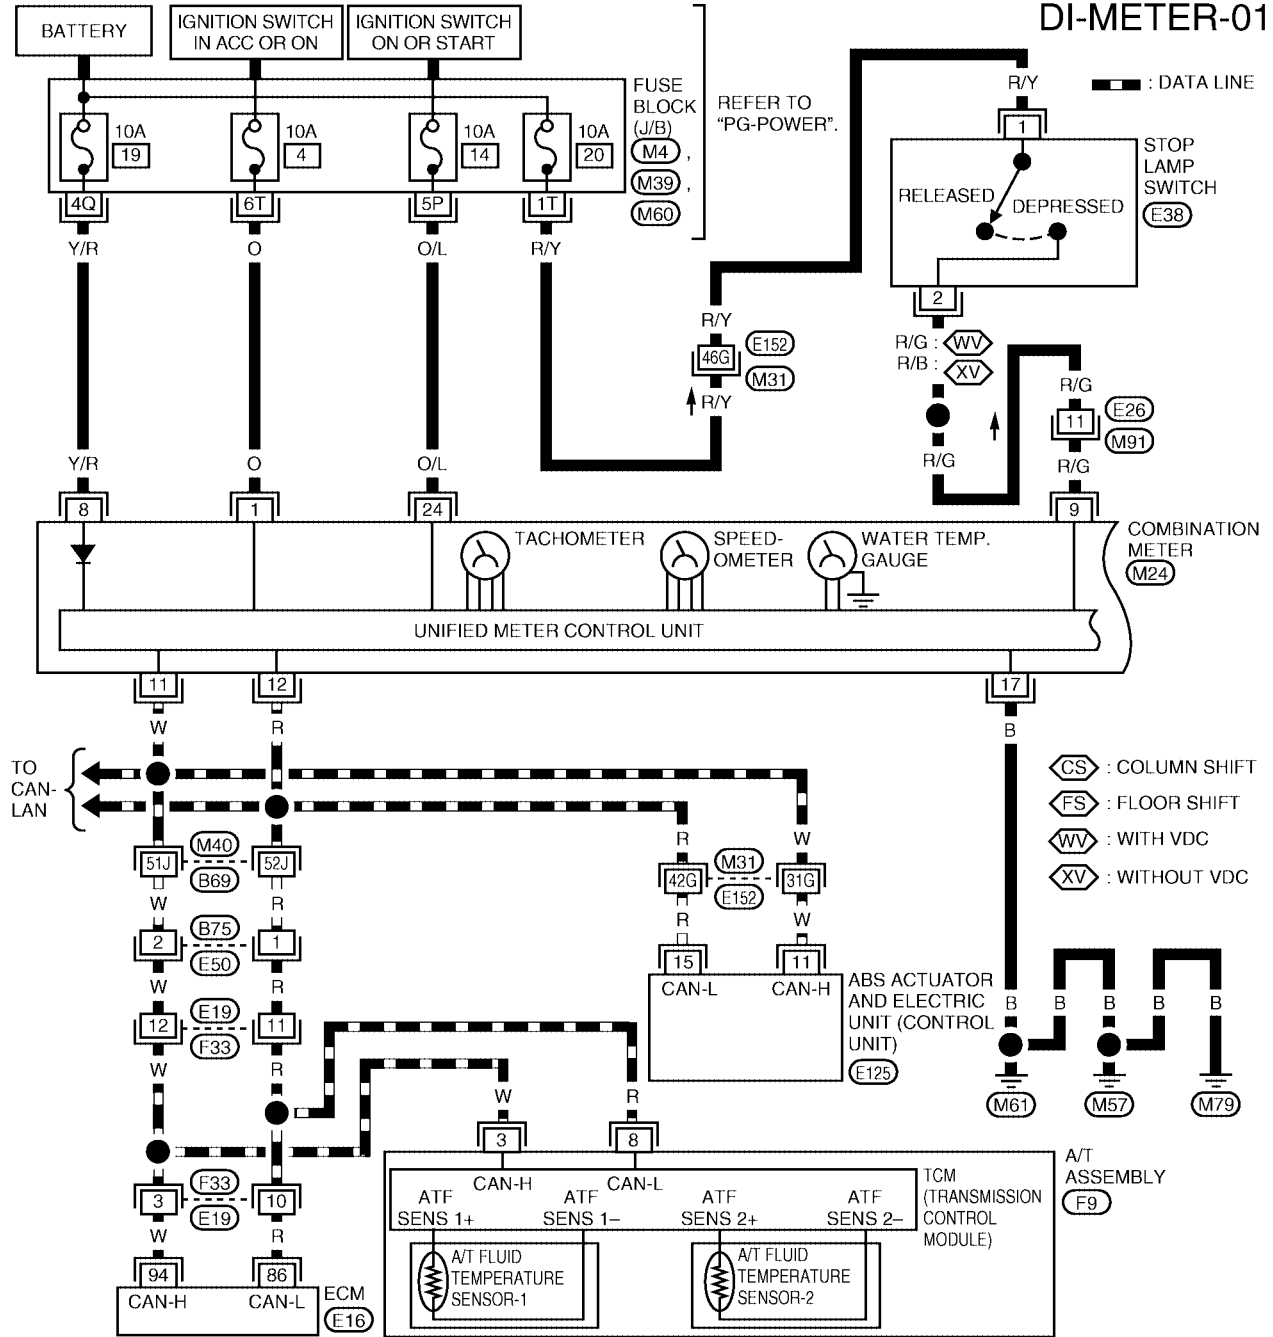 DI-METER-01
BATTERY
IGNITION SWITCH
IN ACC OR ON
IGNITION SWITCH
ON OR START
: DATA LINE
FUSE
BLOCK
(J/B)
M4 ,
M39 ,
M60
REFER TO
“PG-POWER”.
10A
19
10A
4
10A
14
10A
20
4Q
6T
5P
1T
Y/R
O
O/L
R/Y
R/Y
1
STOP
LAMP
SWITCH
E38
RELEASED
DEPRESSED
2
R/Y
46G
E152
M31
R/Y
R/G : WV
R/B : XV
R/G
R/G
11
E26
M91
R/G
Y/R
O
O/L
8
1
24
9
TACHOMETER
SPEED-
OMETER
WATER TEMP.
GAUGE
COMBINATION
METER
M24
UNIFIED METER CONTROL UNIT
11
12
17
W
R
B
TO
CAN-
LAN
CS : COLUMN SHIFT
FS : FLOOR SHIFT
WV : WITH VDC
XV : WITHOUT VDC
51J
M40
B69
52J
R
W
42G
M31
E152
31G
W
R
R
W
2
B75
E50
1
15
11
CAN-L
CAN-H
ABS ACTUATOR
AND ELECTRIC
UNIT (CONTROL
UNIT)
E125
W
R
12
E19
F33
11
B
B
B
B
B
M61
M57
M79
W
R
W
R
3
8
3
F33
E19
10
W
R
94
86
CAN-H
CAN-L
ECM
E16
A/T
ASSEMBLY
F9
CAN-H
CAN-L
TCM
(TRANSMISSION
CONTROL
MODULE)
ATF
SENS 1+
ATF
SENS 1–
ATF
SENS 2+
ATF
SENS 2–
A/T FLUID
TEMPERATURE
SENSOR-1
A/T FLUID
TEMPERATURE
SENSOR-2